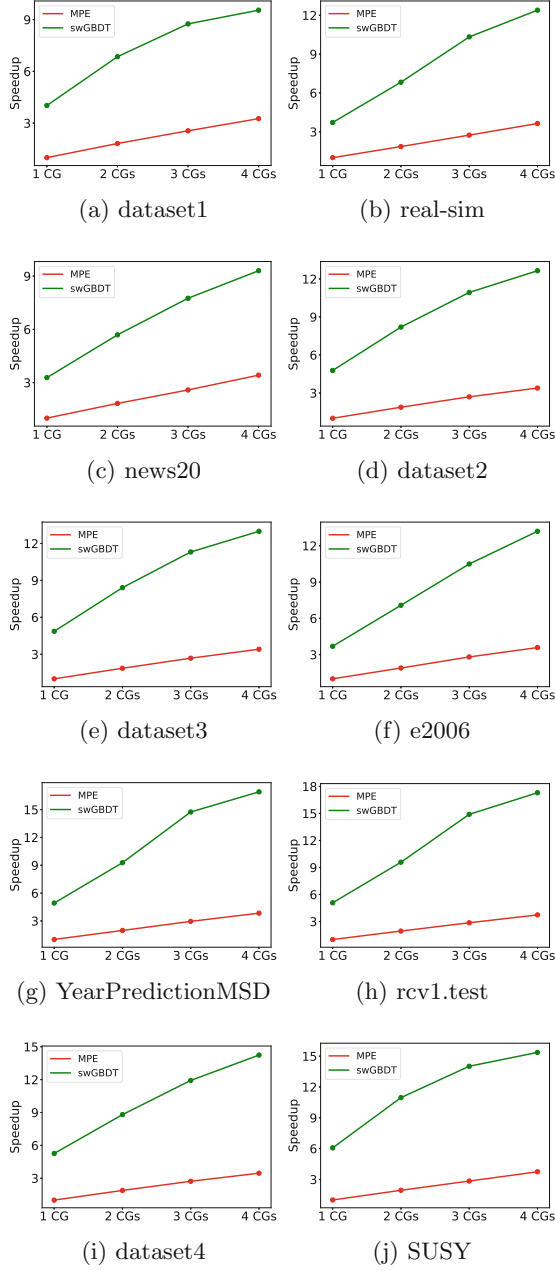 MPE
swGBDT
Speedup
9
6
3
1 CG 2 CGs 3 CGs 4 CGs
(a) dataset1
MPE
swGBDT
Speedup
12
9
6
3
1 CG 2 CGs 3 CGs 4 CGs
(b) real-sim
MPE
swGBDT
Speedup
9
6
3
1 CG 2 CGs 3 CGs 4 CGs
(c) news20
MPE
swGBDT
Speedup
12
9
6
3
1 CG 2 CGs 3 CGs 4 CGs
(d) dataset2
MPE
swGBDT
Speedup
12
9
6
3
1 CG 2 CGs 3 CGs 4 CGs
(e) dataset3
MPE
swGBDT
Speedup
12
9
6
3
1 CG 2 CGs 3 CGs 4 CGs
(f) e2006
MPE
swGBDT
Speedup
15
12
9
6
3
1 CG 2 CGs 3 CGs 4 CGs
(g) YearPredictionMSD
MPE
swGBDT
Speedup
18
15
12
9
6
3
1 CG 2 CGs 3 CGs 4 CGs
(h) rcv1.test
MPE
swGBDT
Speedup
15
12
9
6
3
1 CG 2 CGs 3 CGs 4 CGs
(i) dataset4
MPE
swGBDT
Speedup
15
12
9
6
3
1 CG 2 CGs 3 CGs 4 CGs
(j) SUSY